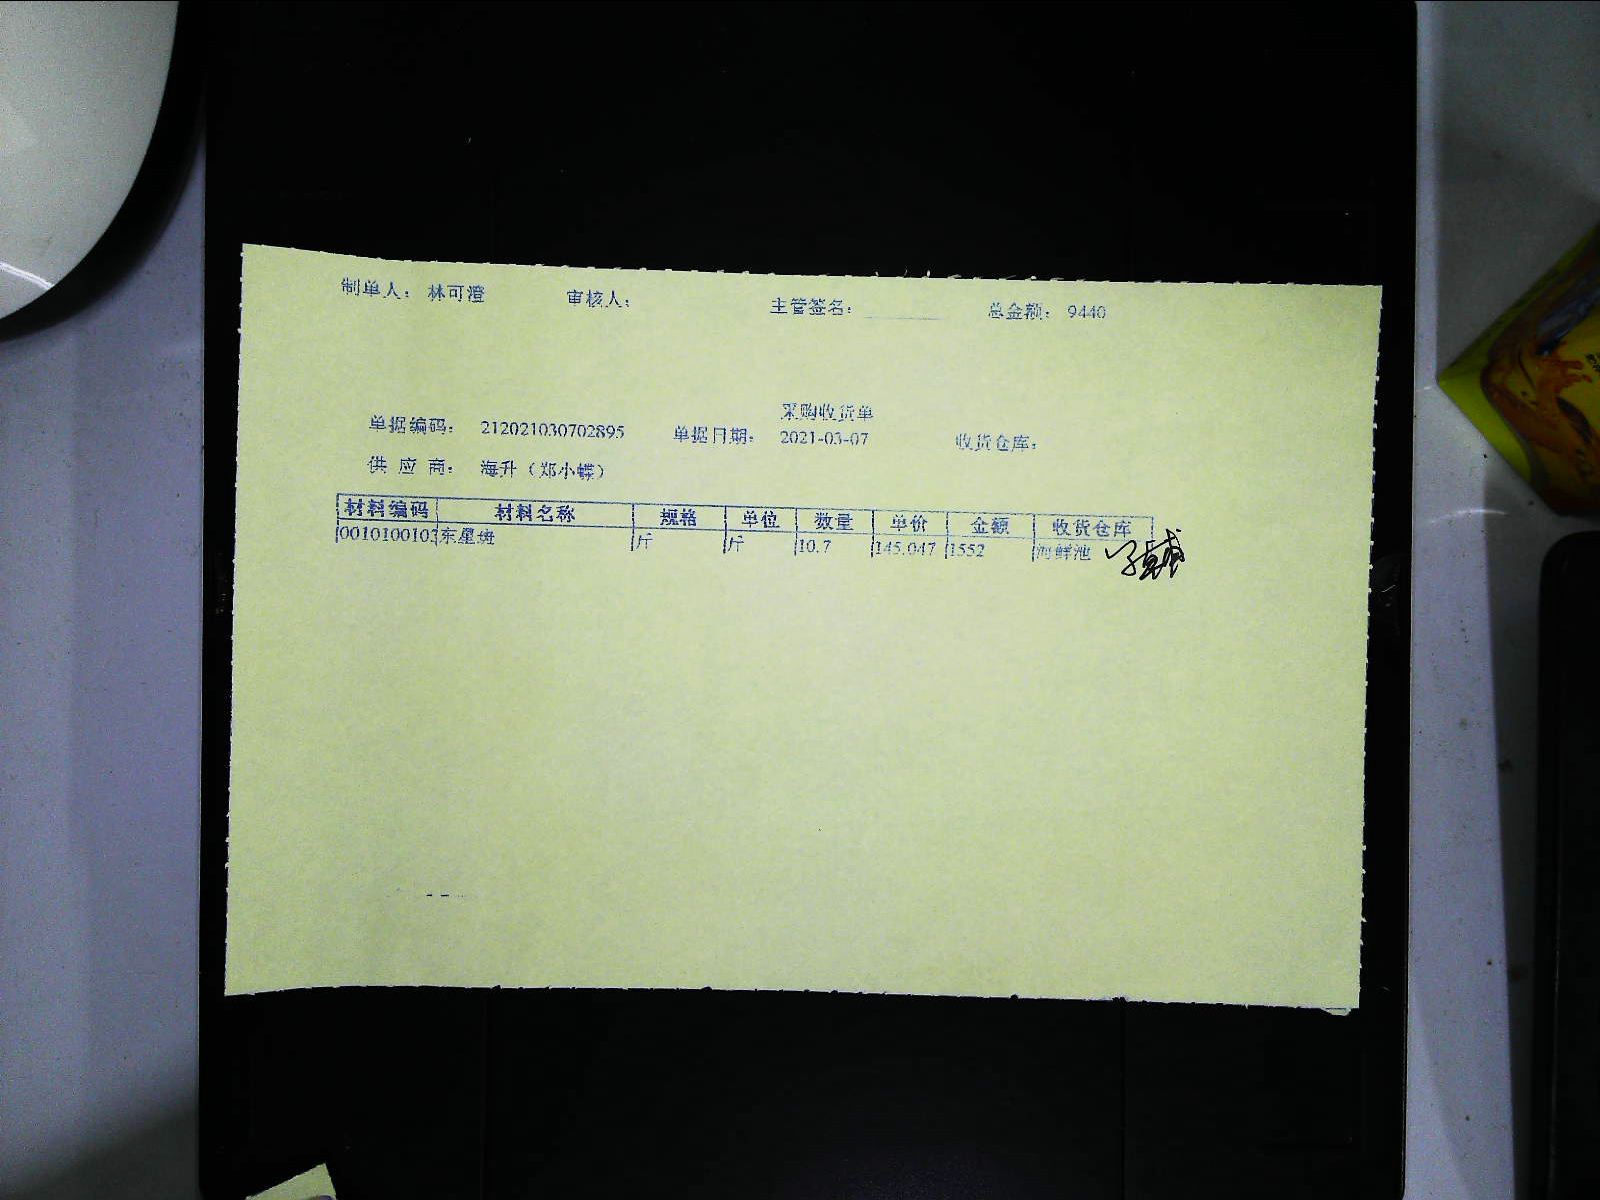 制单人： 林可澄 审核人： 主管签名： 总金额： 9440
采购收货单
单据编码： 212021030702895 单据日期： 2021-03-07 收货仓库：
供 应 商： 海升（郑小蝶）
材料编码 材料名称 规格 单位 数量 单价 金额 收货仓库
0010100103 东星斑 斤 斤 10.7 145.047 1552 海鲜池